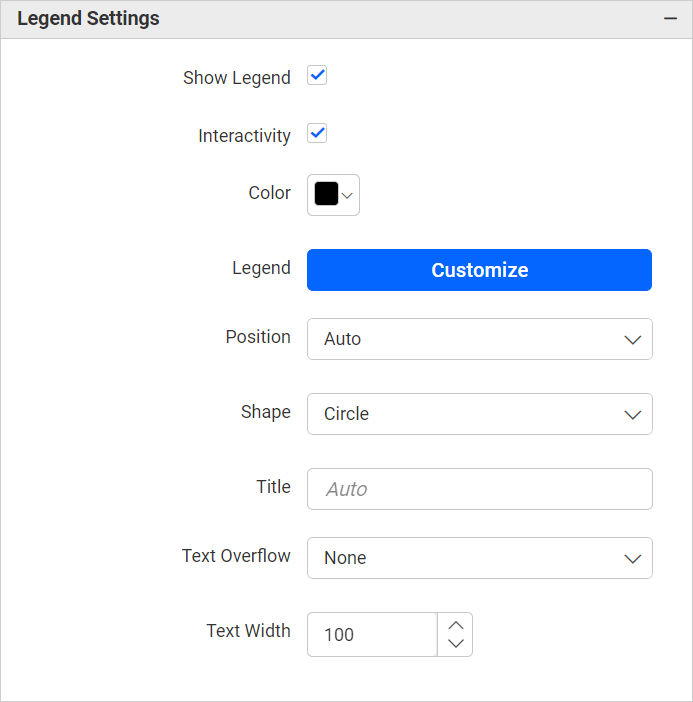 Legend Settings
Show Legend
Interactivity
Color
Legend Customize
Position Auto
Shape Circle
Title Auto
Text Overflow None
Text Width 100